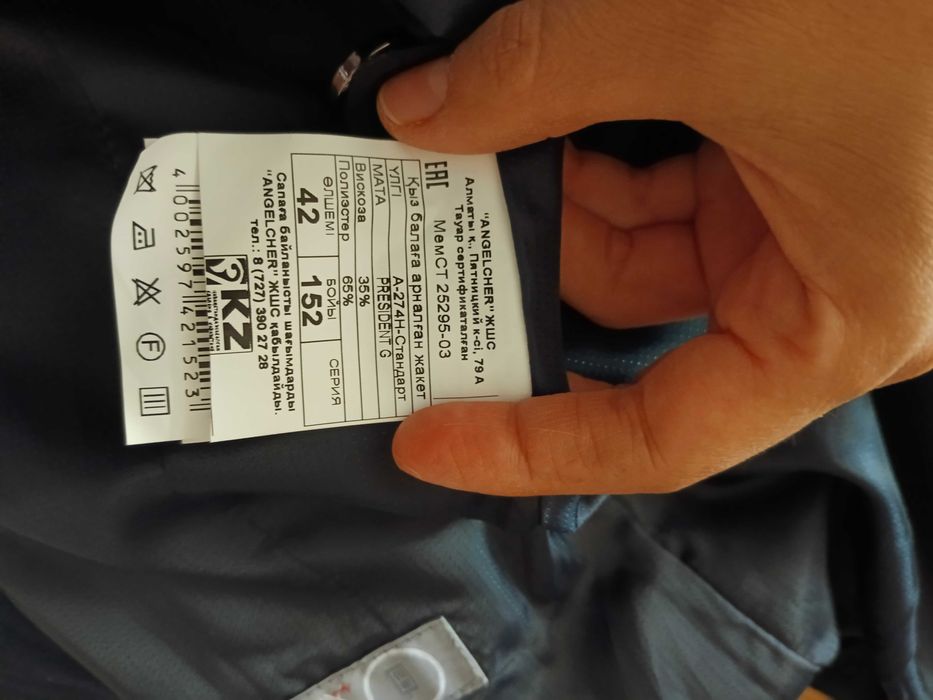 "ANGELCHER" ЖШС
Алматы қ., Пятницкий к-сі, 79 А
Тауар сертификатталған
EAC МемСТ 25295-03
Қыз балаға арналған жакет
ҮЛГІ А-274Н-Стандарт
МАТА PRESIDENT G
Вискоза 35%
Полиэстер 65%
ӨЛШЕМІ БОЙЫ СЕРИЯ
42 152
Сапаға байланысты шағымдарды
"ANGELCHER" ЖШС қабылдайды.
тел.: 8 (727) 390 27 28
KZ
4 002597 421523
F